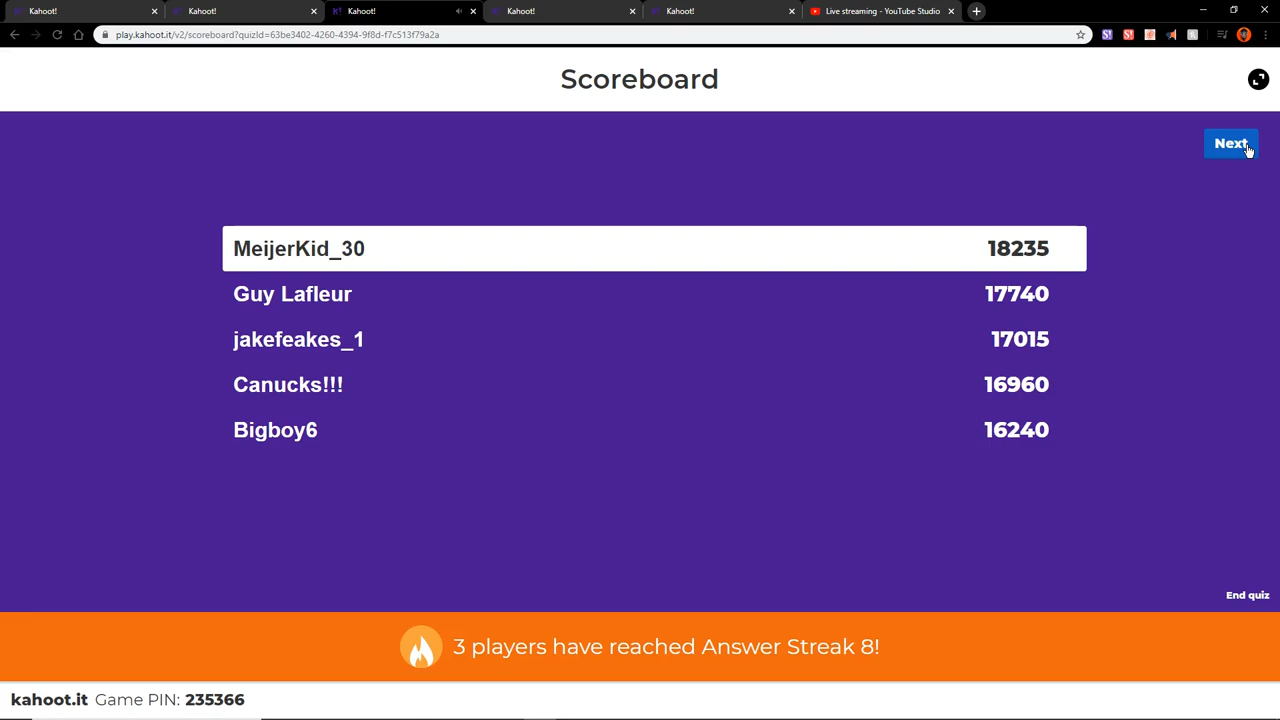 Kahoot!
Kahoot!
Kahoot!
Kahoot!
Kahoot!
Live streaming - YouTube Studio
play.kahoot.it/v2/scoreboard?quizId=63be3402-4260-4394-9f8d-f7c513f79a2a
Scoreboard
Next
MeijerKid_30 18235
Guy Lafleur 17740
jakefeakes_1 17015
Canucks!!! 16960
Bigboy6 16240
End quiz
3 players have reached Answer Streak 8!
kahoot.it Game PIN: 235366